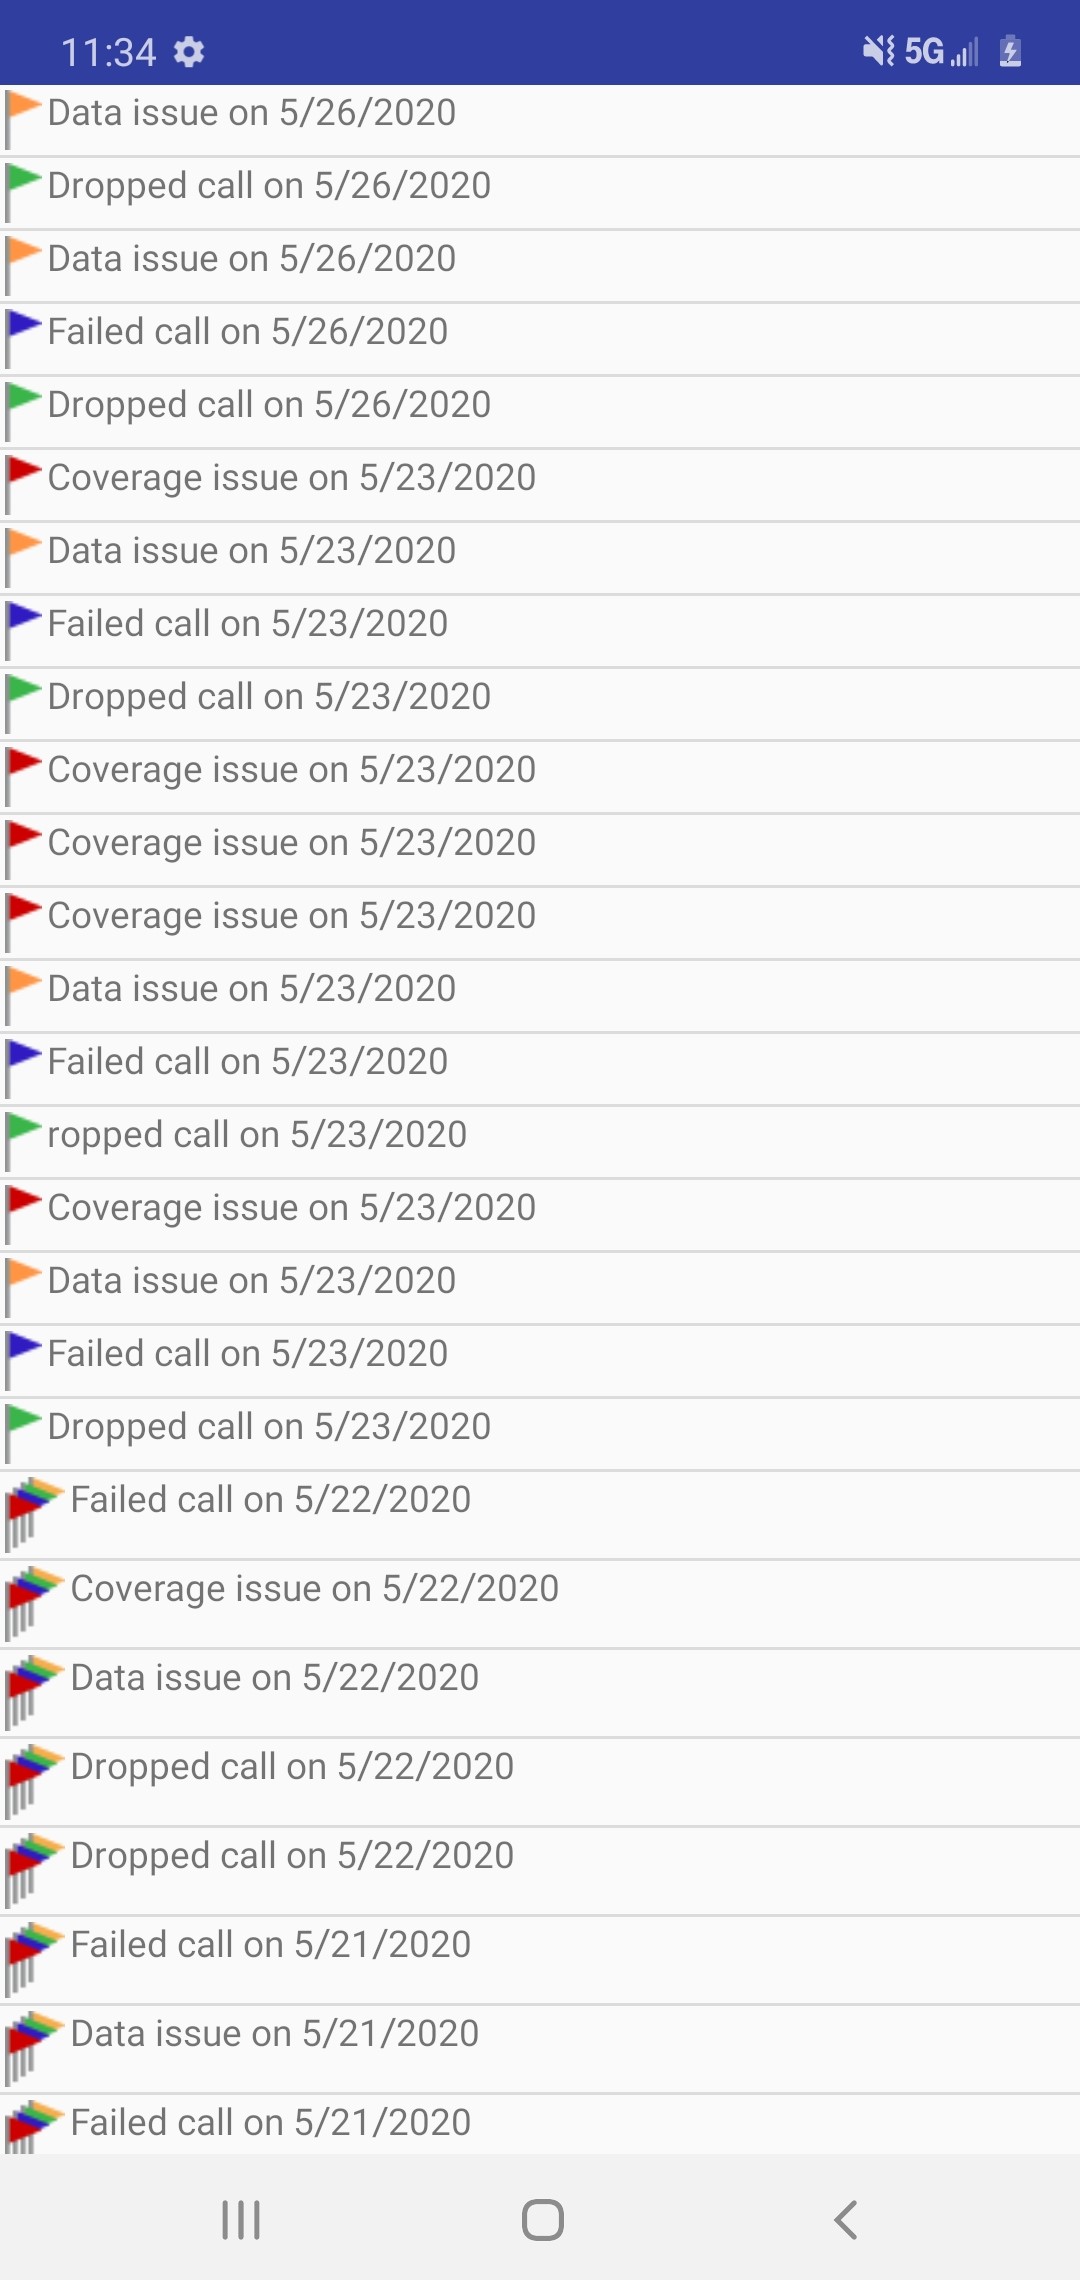 11:34 5G
Data issue on 5/26/2020
Dropped call on 5/26/2020
Data issue on 5/26/2020
Failed call on 5/26/2020
Dropped call on 5/26/2020
Coverage issue on 5/23/2020
Data issue on 5/23/2020
Failed call on 5/23/2020
Dropped call on 5/23/2020
Coverage issue on 5/23/2020
Coverage issue on 5/23/2020
Coverage issue on 5/23/2020
Data issue on 5/23/2020
Failed call on 5/23/2020
ropped call on 5/23/2020
Coverage issue on 5/23/2020
Data issue on 5/23/2020
Failed call on 5/23/2020
Dropped call on 5/23/2020
Failed call on 5/22/2020
Coverage issue on 5/22/2020
Data issue on 5/22/2020
Dropped call on 5/22/2020
Dropped call on 5/22/2020
Failed call on 5/21/2020
Data issue on 5/21/2020
Failed call on 5/21/2020